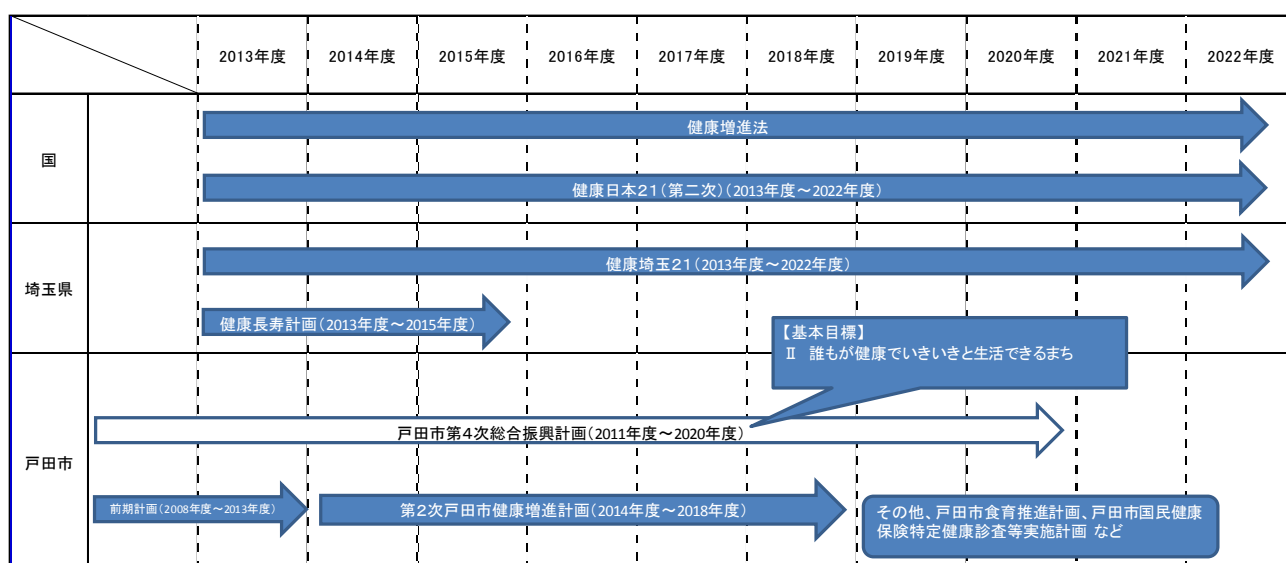 2013年度 2014年度 2015年度 2016年度 2017年度 2018年度 2019年度 2020年度 2021年度 2022年度
国
健康増進法
健康日本21(第二次)(2013年度～2022年度)
埼玉県
健康埼玉21(2013年度～2022年度)
健康長寿計画(2013年度～2015年度)
【基本目標】
Ⅱ 誰もが健康でいきいきと生活できるまち
戸田市
戸田市第4次総合振興計画(2011年度～2020年度)
前期計画(2008年度～2013年度)
第2次戸田市健康増進計画(2014年度～2018年度)
その他、戸田市食育推進計画、戸田市国民健康
保険特定健康診査等実施計画 など